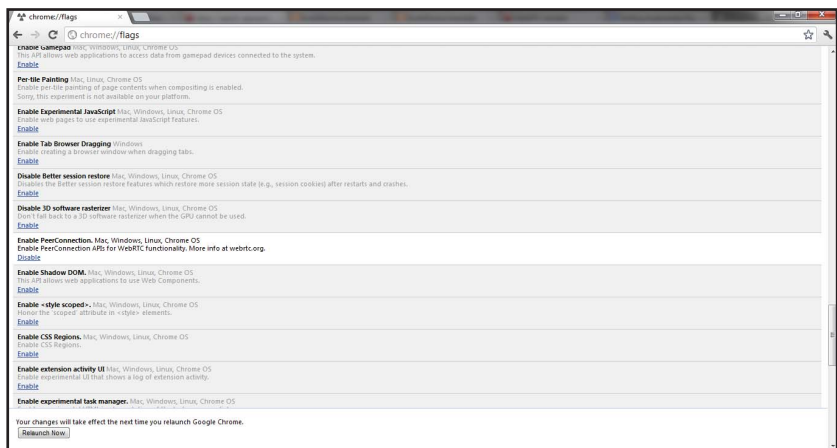 chrome://flags
chrome://flags
Enable Gamepad Mac, Windows, Linux, Chrome OS
This API allows web applications to access data from gamepad devices connected to the system.
Enable
Per-tile Painting Mac, Linux, Chrome OS
Enable per-tile painting of page contents when compositing is enabled.
Sorry, this experiment is not available on your platform.
Enable Experimental JavaScript Mac, Windows, Linux, Chrome OS
Enable web pages to use experimental JavaScript features.
Enable
Enable Tab Browser Dragging Windows
Enable creating a browser window when dragging tabs.
Enable
Disable Better session restore Mac, Windows, Linux, Chrome OS
Disables the Better session restore features which restore more session state (e.g., session cookies) after restarts and crashes.
Enable
Disable 3D software rasterizer Mac, Windows, Linux, Chrome OS
Don't fall back to a 3D software rasterizer when the GPU cannot be used.
Enable
Enable PeerConnection. Mac, Windows, Linux, Chrome OS
Enable PeerConnection APIs for WebRTC functionality. More info at webrtc.org.
Disable
Enable Shadow DOM. Mac, Windows, Linux, Chrome OS
This API allows web applications to use Web Components.
Enable
Enable <style scoped>. Mac, Windows, Linux, Chrome OS
Honor the 'scoped' attribute in <style> elements.
Enable
Enable CSS Regions. Mac, Windows, Linux, Chrome OS
Enable CSS Regions.
Enable
Enable extension activity UI Mac, Windows, Linux, Chrome OS
Enable experimental UI that shows a log of extension activity.
Enable
Enable experimental task manager. Mac, Windows, Linux, Chrome OS
Your changes will take effect the next time you relaunch Google Chrome.
Relaunch Now